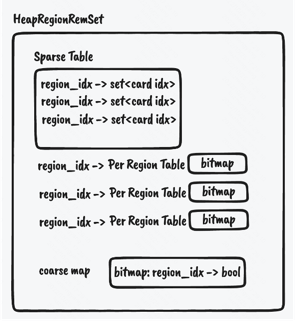 HeapRegionRemSet
Sparse Table
region_idx -> set<card idx>
region_idx -> set<card idx>
region_idx -> set<card idx>
region_idx -> Per Region Table bitmap
region_idx -> Per Region Table bitmap
region_idx -> Per Region Table bitmap
coarse map bitmap: region_idx -> bool